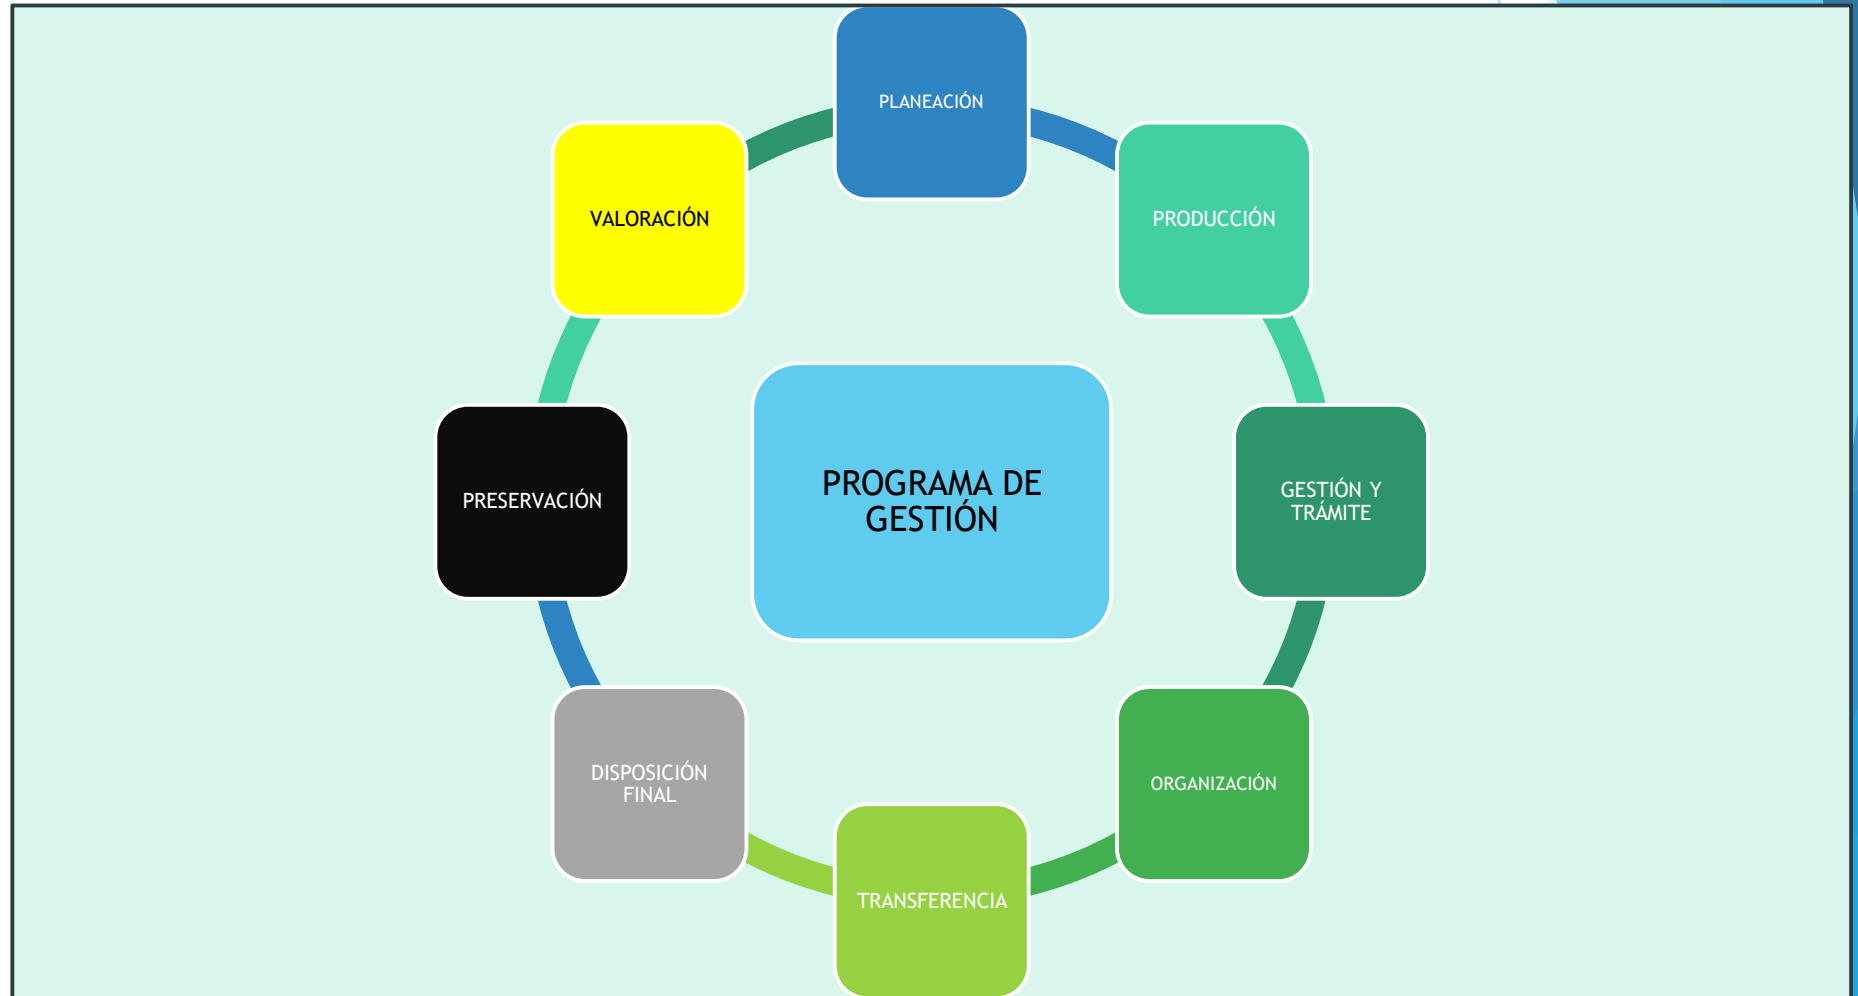 PLANEACIÓN
PRODUCCIÓN
GESTIÓN Y
TRÁMITE
ORGANIZACIÓN
TRANSFERENCIA
DISPOSICIÓN
FINAL
PRESERVACIÓN
VALORACIÓN
PROGRAMA DE
GESTIÓN